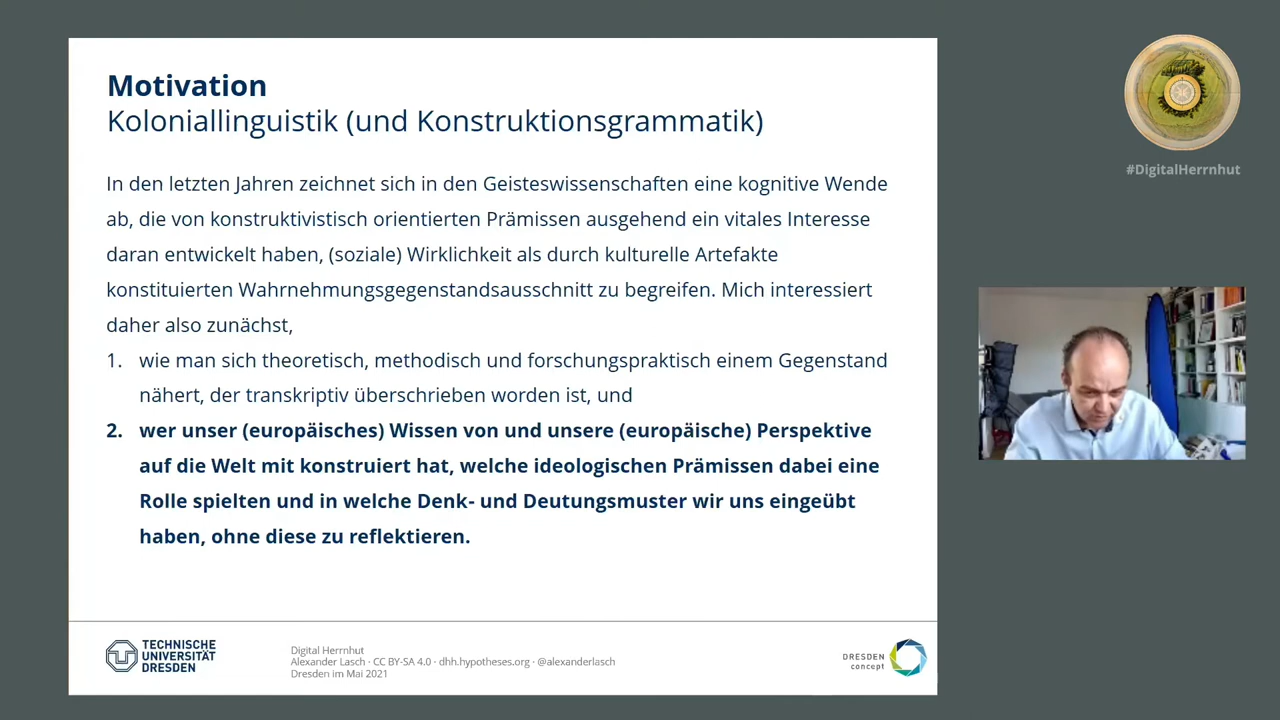 Motivation
Koloniallinguistik (und Konstruktionsgrammatik)
In den letzten Jahren zeichnet sich in den Geisteswissenschaften eine kognitive Wende
ab, die von konstruktivistisch orientierten Prämissen ausgehend ein vitales Interesse
daran entwickelt haben, (soziale) Wirklichkeit als durch kulturelle Artefakte
konstituierten Wahrnehmungsgegenstandsausschnitt zu begreifen. Mich interessiert
daher also zunächst,
1. wie man sich theoretisch, methodisch und forschungspraktisch einem Gegenstand
nähert, der transkriptiv überschrieben worden ist, und
2. wer unser (europäisches) Wissen von und unsere (europäische) Perspektive
auf die Welt mit konstruiert hat, welche ideologischen Prämissen dabei eine
Rolle spielten und in welche Denk- und Deutungsmuster wir uns eingeübt
haben, ohne diese zu reflektieren.
TECHNISCHE
UNIVERSITÄT
DRESDEN
Digital Herrnhut
Alexander Lasch · CC BY-SA 4.0 · dhh.hypotheses.org · @alexanderlasch
Dresden im Mai 2021
DRESDEN
concept
#DigitalHerrnhut